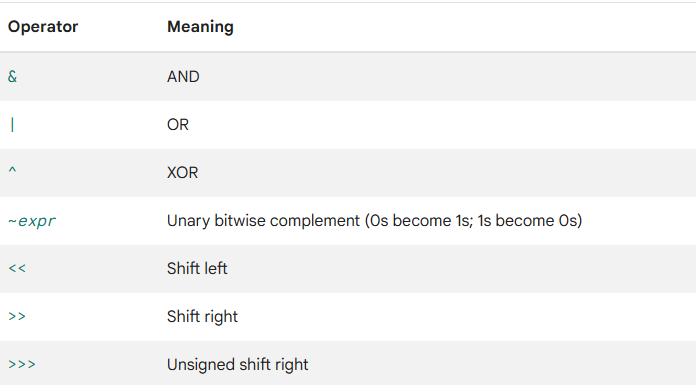 Operator Meaning
& AND
| OR
^ XOR
~expr Unary bitwise complement (0s become 1s; 1s become 0s)
<< Shift left
>> Shift right
>>> Unsigned shift right